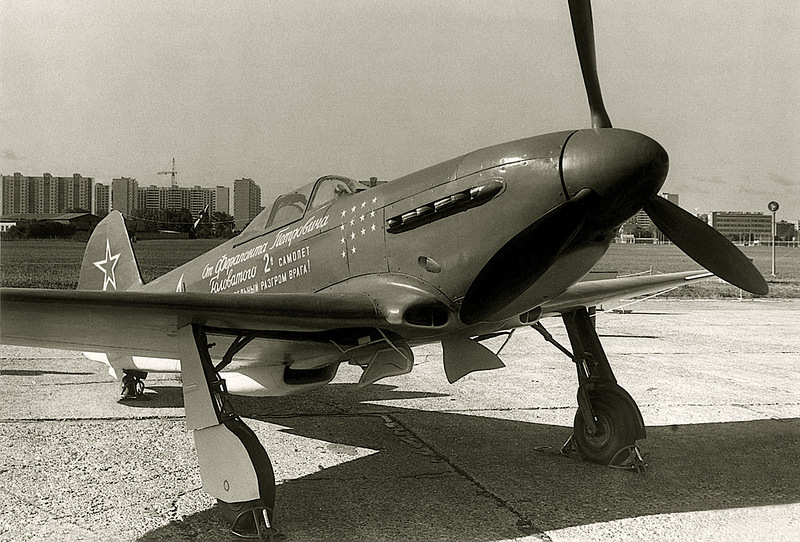 От Ферапонта Петровича
Головатого 2й САМОЛЕТ
РАЗГРОМ ВРАГА!